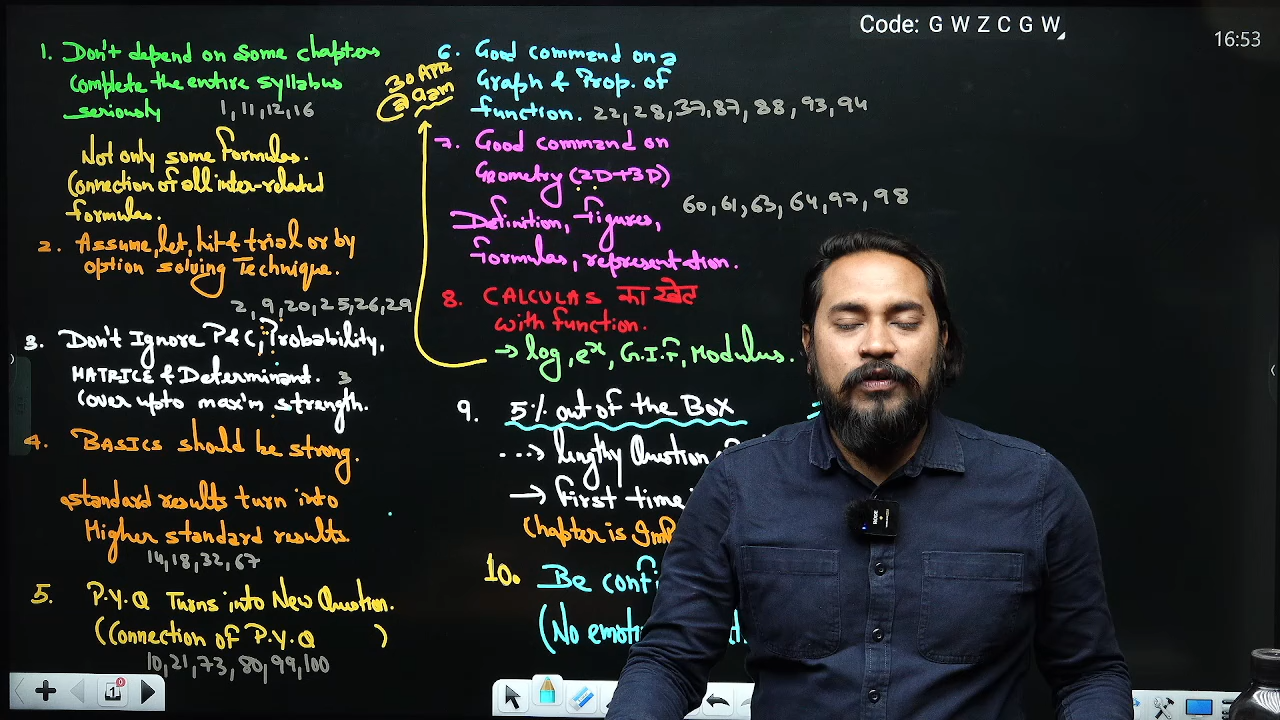 Code: G W Z C G W
16:53
1. Don't depend on some chapters
Complete the entire syllabus
seriously 1, 11, 12, 16
Not only some formulas.
Connection of all inter-related
formulas.
2. Assume, let, hit & trial or by
option solving Technique.
2, 9, 20, 25, 26, 29
3. Don't Ignore P & C, Probability,
MATRICE & Determinant. 3
Cover upto max'm strength.
4. BASICS should be strong.
standard results turn into
Higher standard results.
14, 18, 32, 67
5. P.Y.Q Turns into New Question.
(Connection of P.Y.Q )
10, 21, 73, 80, 99, 100
30 APR
@ 9am
6. Good command on a
Graph & Prop. of
function. 22, 28, 37, 87, 88, 93, 94
7. Good command on
Geometry (2D+3D)
60, 61, 63, 64, 97, 98
Definition, figures,
formulas, representation.
8. CALCULAS का खेल
with function.
→ log, e^x, G.I.F, Modulus.
9. 5% out of the BOX
...→ lengthy Question
→ first time
Chapter is
10. Be
(No
1
0